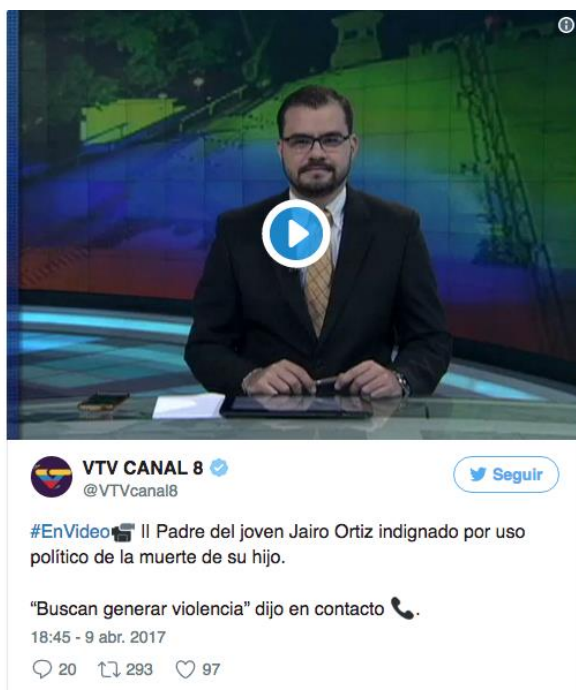 VTV CANAL 8
@VTVcanal8
Seguir
#EnVideo || Padre del joven Jairo Ortiz indignado por uso
político de la muerte de su hijo.
“Buscan generar violencia” dijo en contacto 📞.
18:45 - 9 abr. 2017
20 293 97